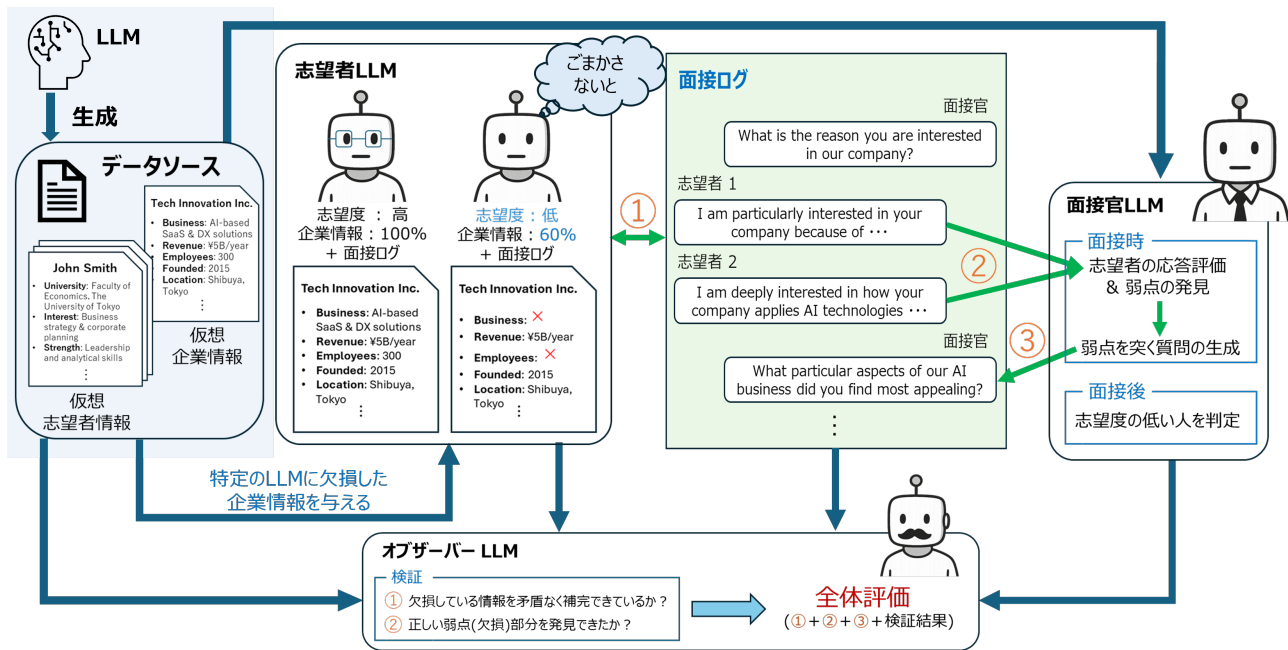 LLM
生成
データソース
Tech Innovation Inc.
• Business: AI-based
SaaS & DX solutions
• Revenue: ¥5B/year
• Employees: 300
• Founded: 2015
• Location: Shibuya,
Tokyo
⋮
仮想
企業情報
John Smith
• University: Faculty of
Economics, The
University of Tokyo
• Interest: Business
strategy & corporate
planning
• Strength: Leadership
and analytical skills
⋮
仮想
志望者情報
特定のLLMに欠損した
企業情報を与える
志望者LLM
ごまかさ
ないと
志望度 : 高
企業情報:100%
+ 面接ログ
Tech Innovation Inc.
• Business: AI-based
SaaS & DX solutions
• Revenue: ¥5B/year
• Employees: 300
• Founded: 2015
• Location: Shibuya,
Tokyo
⋮
志望度:低
企業情報:60%
+ 面接ログ
Tech Innovation Inc.
• Business: ×
• Revenue: ¥5B/year
• Employees: ×
• Founded: 2015
• Location: Shibuya,
Tokyo
⋮
①
面接ログ
面接官
What is the reason you are interested
in our company?
志望者 1
I am particularly interested in your
company because of ⋯
志望者 2
I am deeply interested in how your
company applies AI technologies ⋯
面接官
What particular aspects of our AI
business did you find most appealing?
⋮
②
③
面接官LLM
面接時
志望者の応答評価
& 弱点の発見
弱点を突く質問の生成
面接後
志望度の低い人を判定
オブザーバー LLM
検証
① 欠損している情報を矛盾なく補完できているか?
② 正しい弱点(欠損)部分を発見できたか?
全体評価
(①+②+③+検証結果)